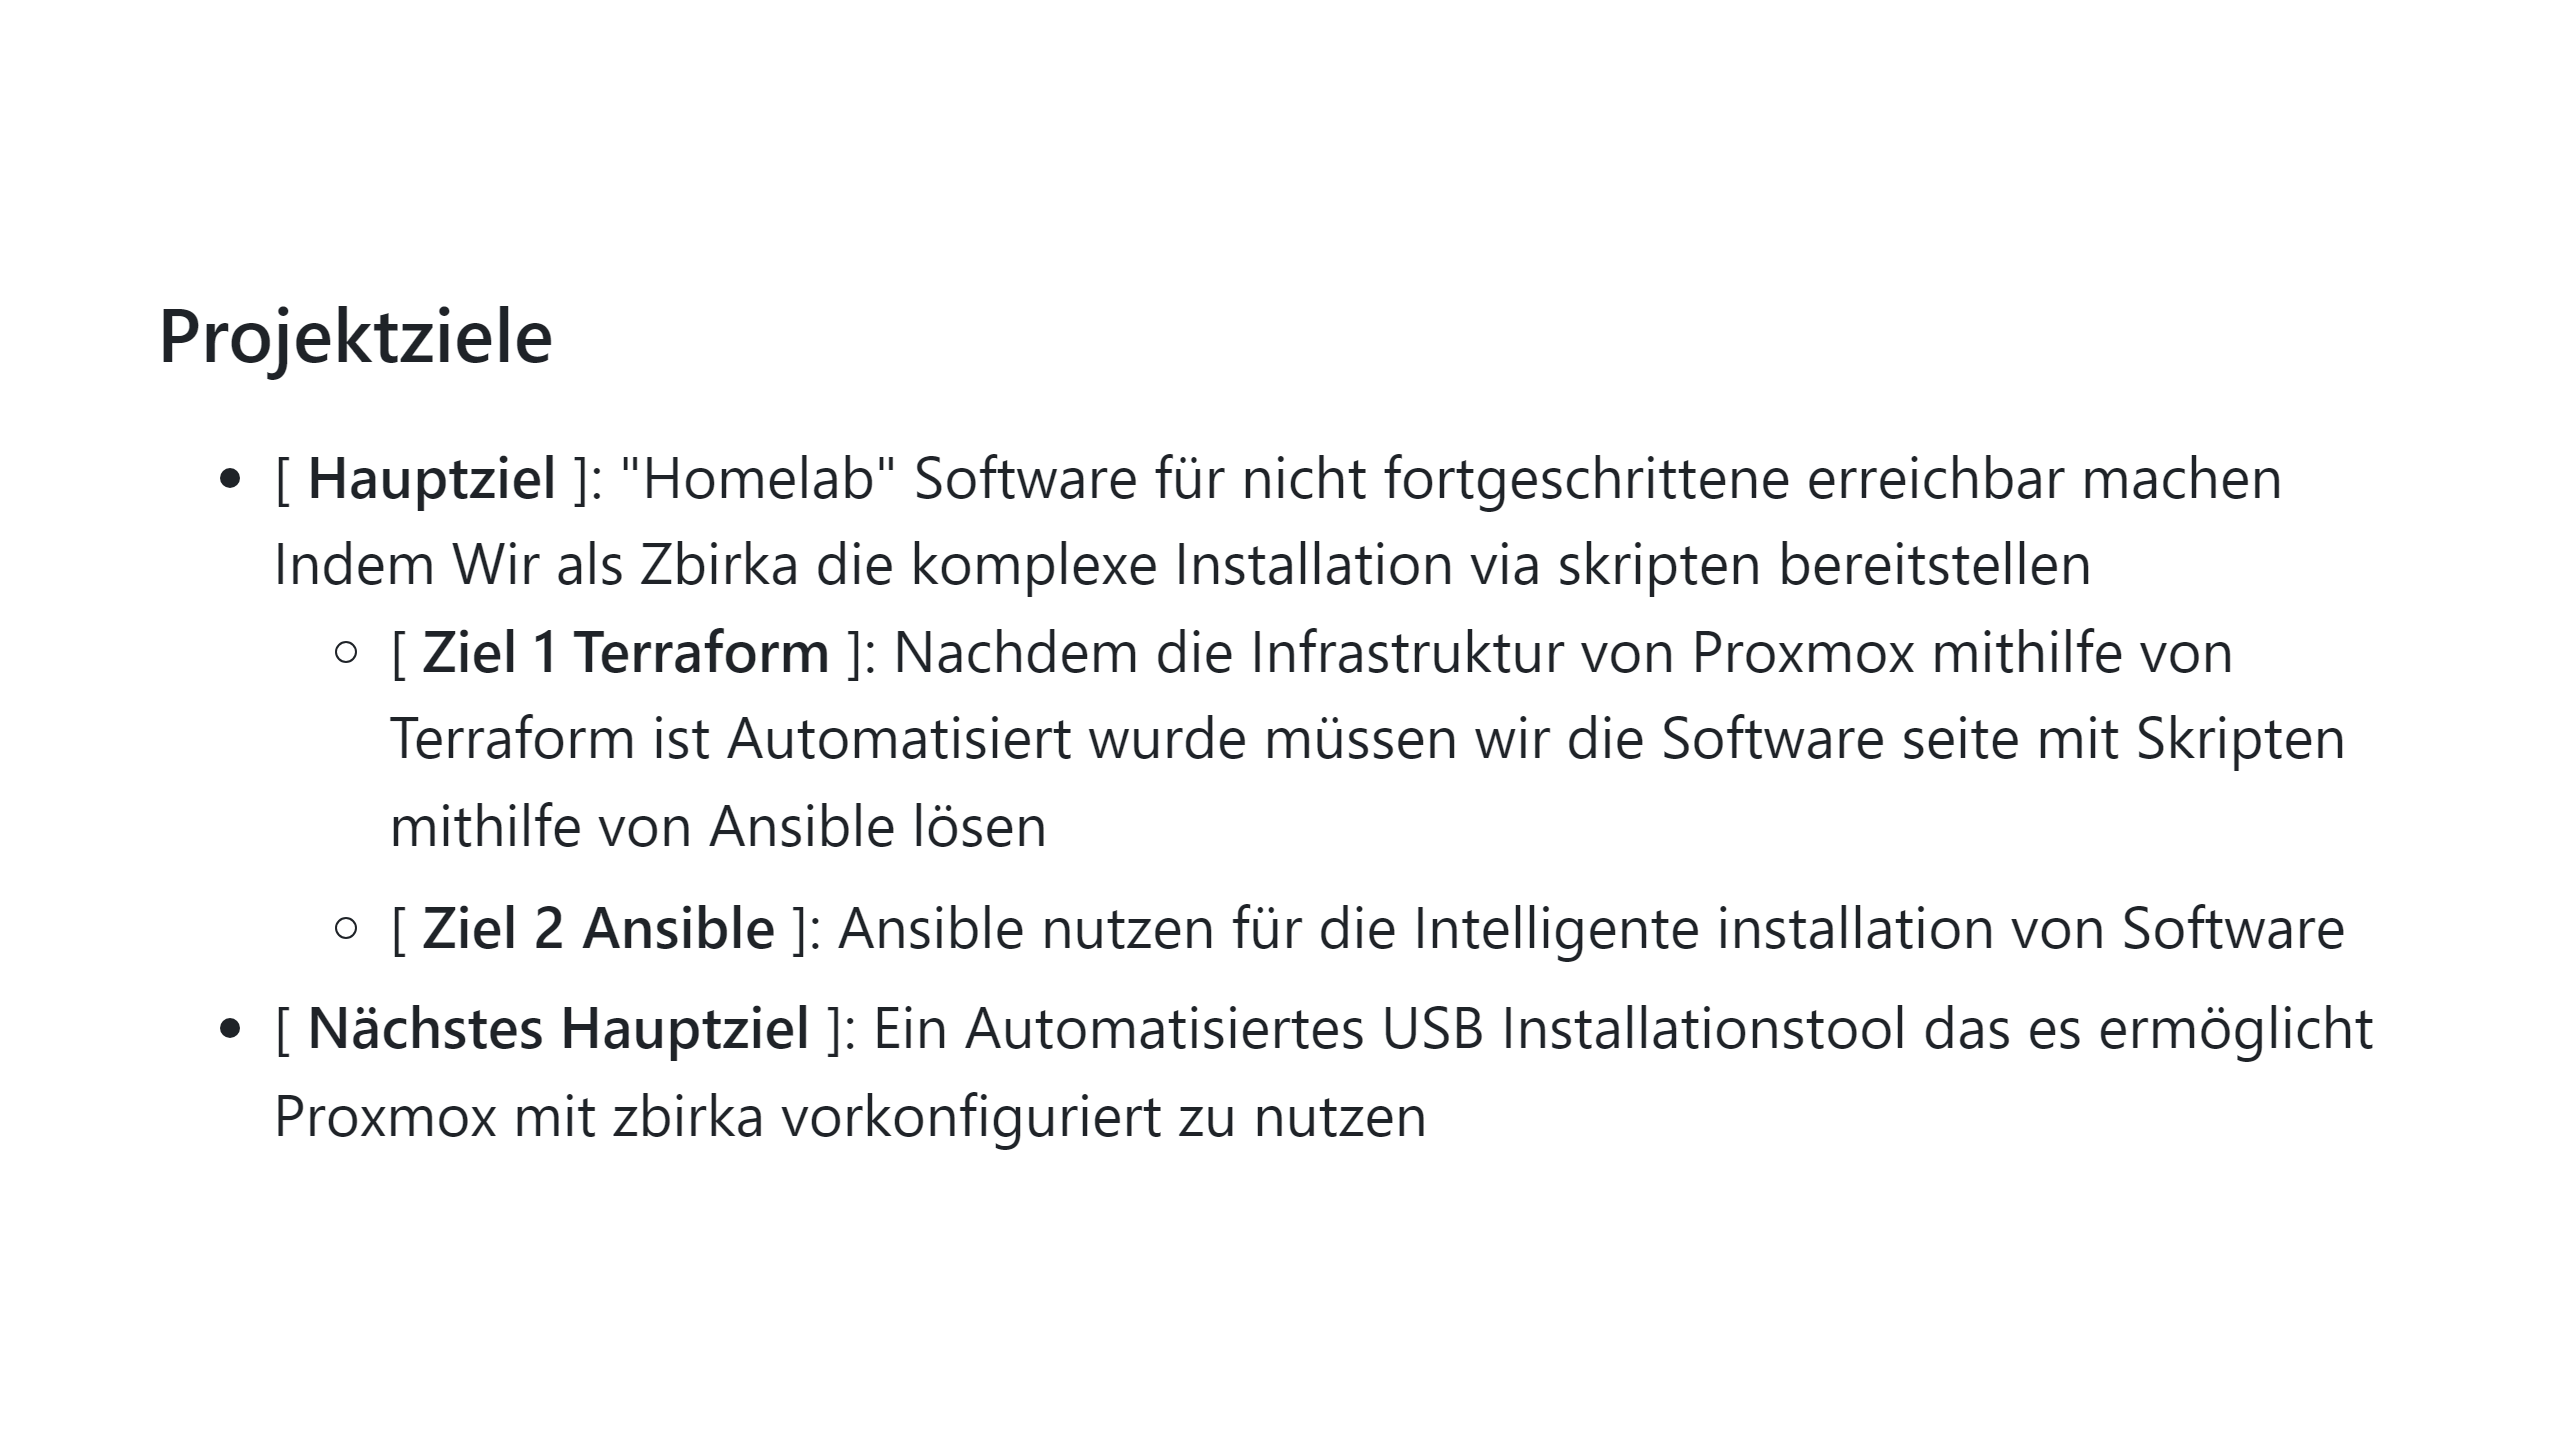 Projektziele
[ Hauptziel ]: "Homelab" Software für nicht fortgeschrittene erreichbar machen
Indem Wir als Zbirka die komplexe Installation via skripten bereitstellen
[ Ziel 1 Terraform ]: Nachdem die Infrastruktur von Proxmox mithilfe von
Terraform ist Automatisiert wurde müssen wir die Software seite mit Skripten
mithilfe von Ansible lösen
[ Ziel 2 Ansible ]: Ansible nutzen für die Intelligente installation von Software
[ Nächstes Hauptziel ]: Ein Automatisiertes USB Installationstool das es ermöglicht
Proxmox mit zbirka vorkonfiguriert zu nutzen